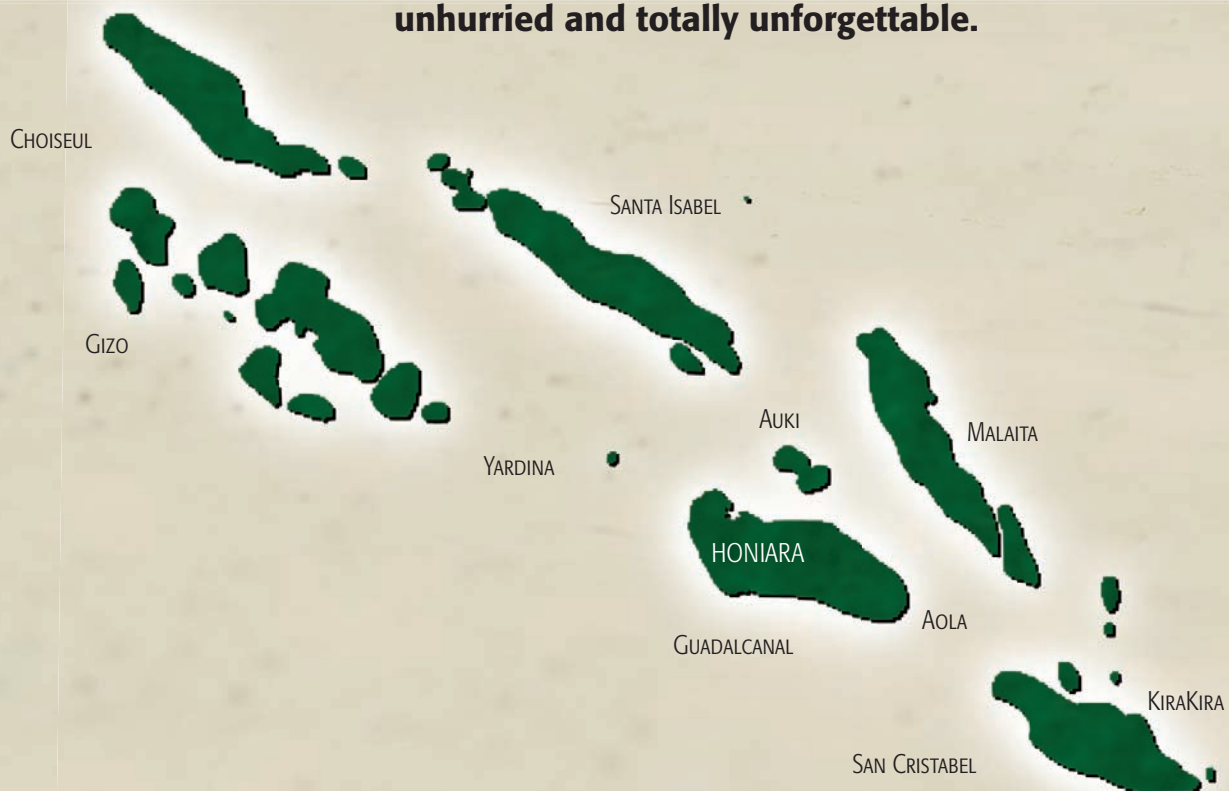 unhurried and totally unforgettable.
CHOISEUL
SANTA ISABEL
GIZO
AUKI
MALAITA
YARDINA
HONIARA
AOLA
GUADALCANAL
KIRAKIRA
SAN CRISTABEL